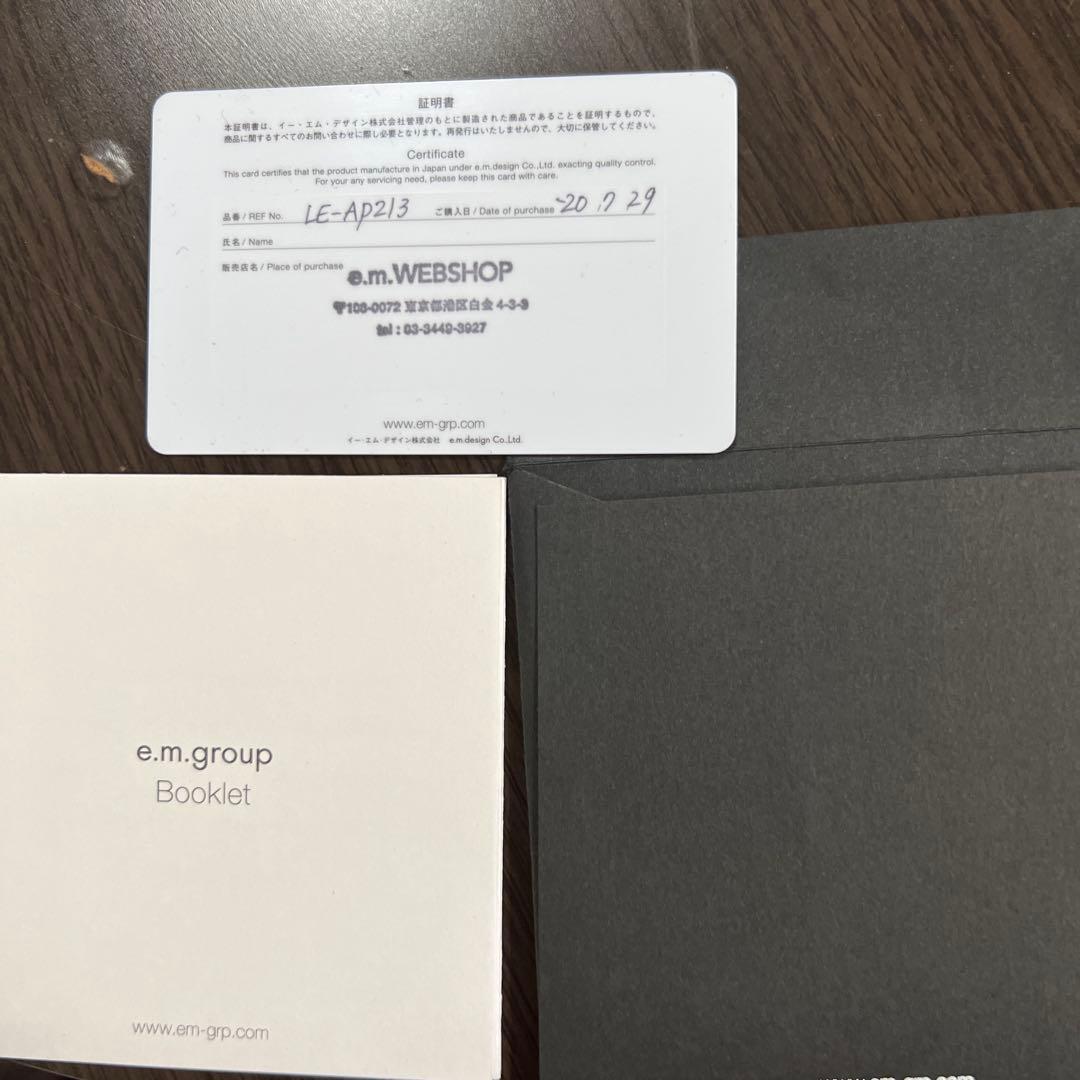 証明書
本証明書は、イー・エム・デザイン株式会社管理のもとに製造された商品であることを証明するもので、
商品に関するすべてのお問い合わせに際し必要となります。再発行はいたしませんので、大切に保管してください。
Certificate
This card certifies that the product manufacture in Japan under e.m.design Co.,Ltd. exacting quality control.
For your any servicing need, please keep this card with care.
品番 / REF No. LE-AP213 ご購入日 / Date of purchase '20.7 29
氏名 / Name
販売店名 / Place of purchase e.m.WEBSHOP
〒108-0072 東京都港区白金 4-3-9
tel : 03-3449-3927
www.em-grp.com
イー・エム・デザイン株式会社 e.m.design Co.,Ltd.
e.m.group
Booklet
www.em-grp.com
www.em-grp.com